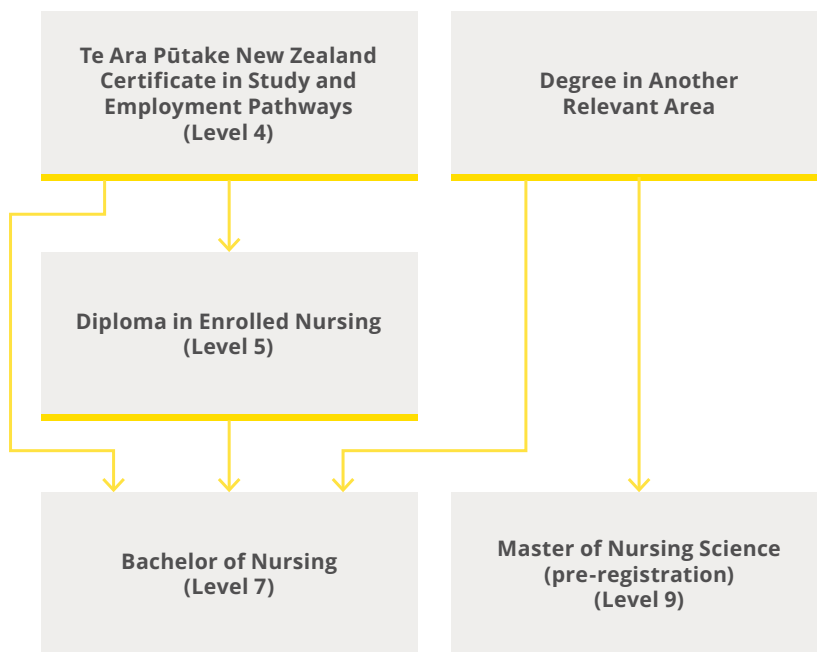 Te Ara Pūtake New Zealand
Certificate in Study and
Employment Pathways
(Level 4)
Degree in Another
Relevant Area
Diploma in Enrolled Nursing
(Level 5)
Bachelor of Nursing
(Level 7)
Master of Nursing Science
(pre-registration)
(Level 9)